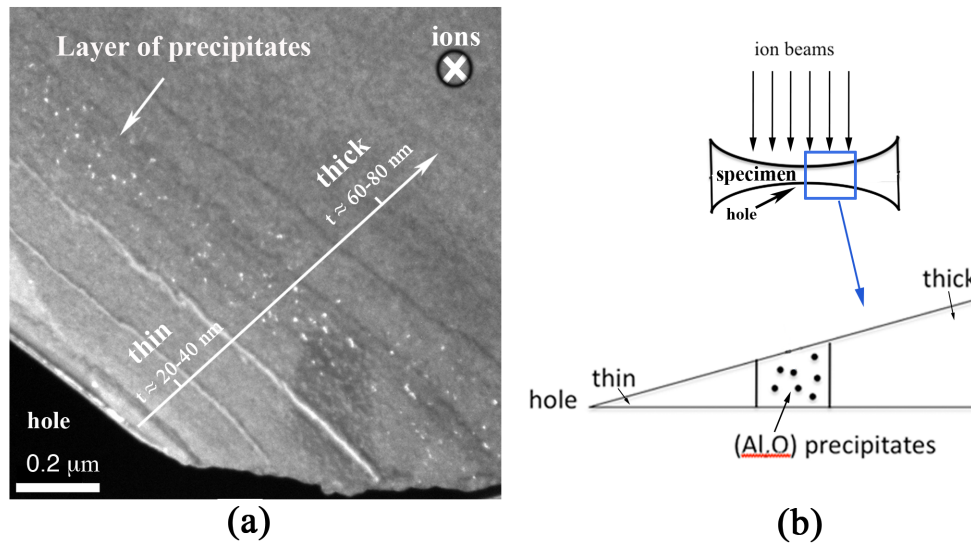 Layer of precipitates
ions
thick
t ≈ 60-80 nm
thin
t ≈ 20-40 nm
hole
0.2 μm
(a)
ion beams
specimen
hole
thick
thin
hole
(Al,O) precipitates
(b)